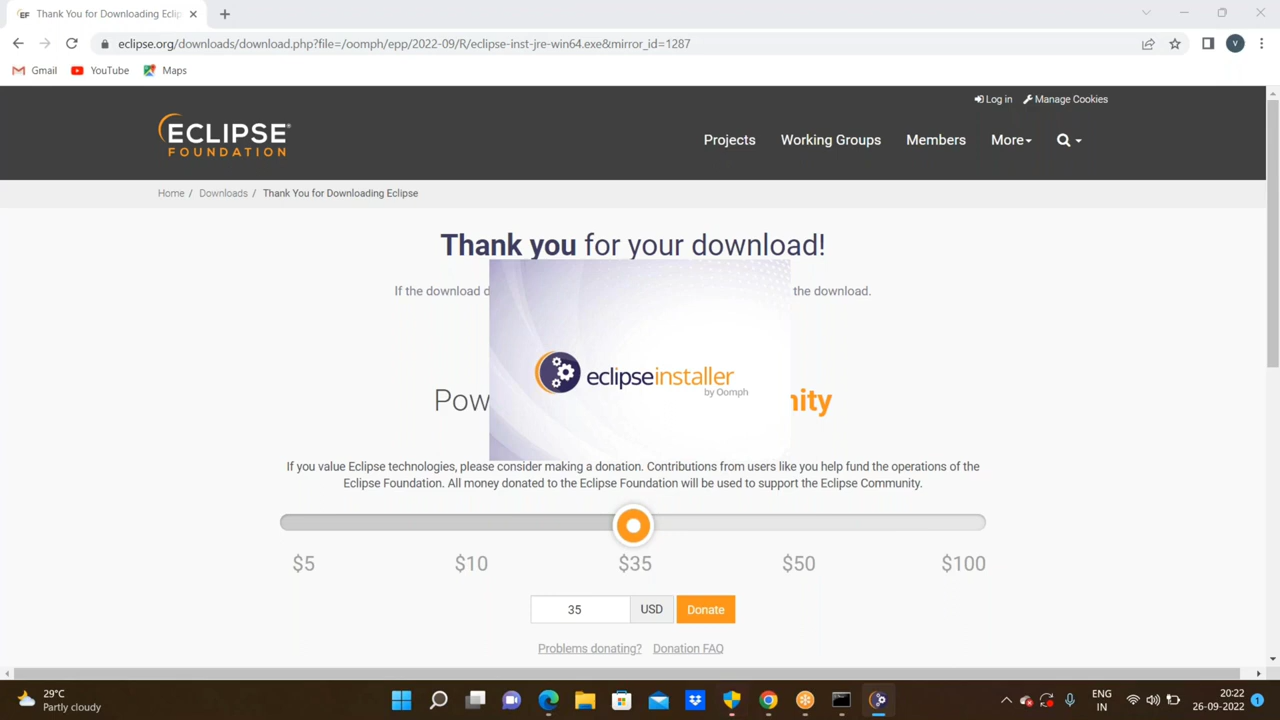 EF Thank You for Downloading Eclip
eclipse.org/downloads/download.php?file=/oomph/epp/2022-09/R/eclipse-inst-jre-win64.exe&mirror_id=1287
V
Gmail YouTube Maps
Log in Manage Cookies
ECLIPSE®
FOUNDATION
Projects Working Groups Members More
Home / Downloads / Thank You for Downloading Eclipse
Thank you for your download!
If the download d the download.
eclipseinstaller
by Oomph
Pow nity
If you value Eclipse technologies, please consider making a donation. Contributions from users like you help fund the operations of the
Eclipse Foundation. All money donated to the Eclipse Foundation will be used to support the Eclipse Community.
$5 $10 $35 $50 $100
35 USD Donate
Problems donating? Donation FAQ
29°C
Partly cloudy
ENG
IN
20:22
26-09-2022
1